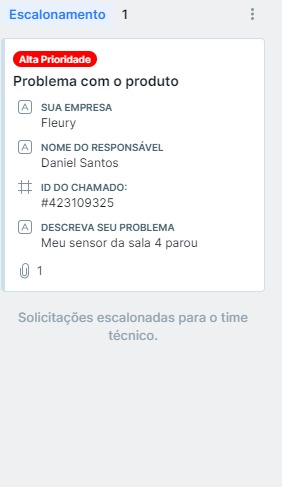 Escalonamento 1
Alta Prioridade
Problema com o produto
SUA EMPRESA
Fleury
NOME DO RESPONSÁVEL
Daniel Santos
ID DO CHAMADO:
#423109325
DESCREVA SEU PROBLEMA
Meu sensor da sala 4 parou
1
Solicitações escalonadas para o time
técnico.